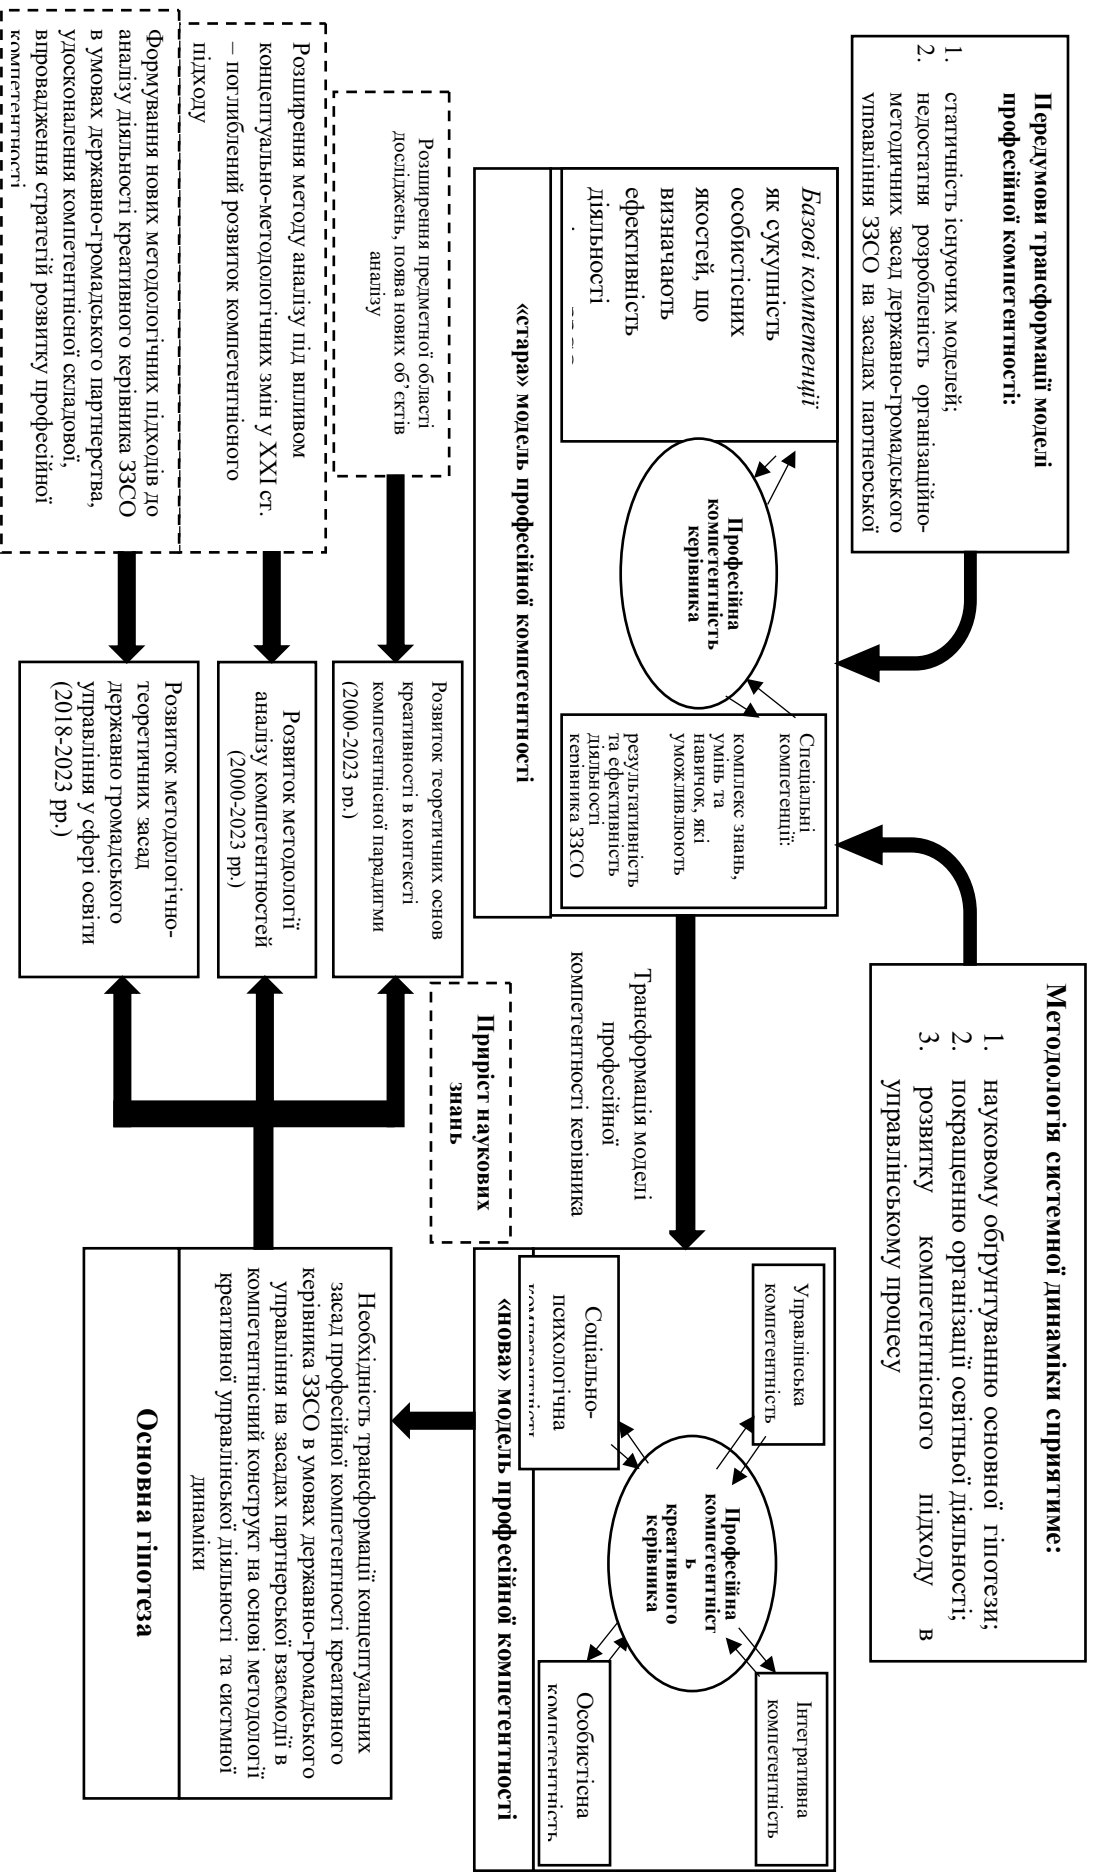 Передумови трансформації моделі
професійної компетентності:
1. статичність існуючих моделей;
2. недостатня розробленість організаційно-
методичних засад державно-громадського
управління ЗЗСО на засадах партнерської
Методологія системної динаміки сприятиме:
1. науковому обґрунтуванню основної гіпотези;
2. покращенню організації освітньої діяльності;
3. розвитку компетентнісного підходу в
управлінському процесу
Базові компетенції
як сукупність
особистісних
якостей, що
визначають
ефективність
діяльності
Професійна
компетентність
керівника
Спеціальні
компетенції:
комплекс знань,
умінь та
навичок, які
уможливлюють
результативність
та ефективність
діяльності
керівника ЗЗСО
«стара» модель професійної компетентності
Трансформація моделі
професійної
компетентності керівника
Управлінська
компетентність
Інтегративна
компетентність
Професійна
компетентніст
ь
креативного
керівника
Соціально-
психологічна
компетентність
Особистісна
компетентність
«нова» модель професійної компетентності
Розширення предметної області
досліджень, поява нових об’єктів
аналізу
Розвиток теоретичних основ
креативності в контексті
компетентнісної парадигми
(2000-2023 рр.)
Приріст наукових
знань
Розширення методу аналізу під впливом
концептуально-методологічних змін у ХХІ ст.
– поглиблений розвиток компетентнісного
підходу
Розвиток методології
аналізу компетентностей
(2000-2023 рр.)
Формування нових методологічних підходів до
аналізу діяльності креативного керівника ЗЗСО
в умовах державно-громадського партнерства,
удосконалення компетентнісної складової,
впровадження стратегій розвитку професійної
компетентності
Розвиток методологічно-
теоретичних засад
державно громадського
управління у сфері освіти
(2018-2023 рр.)
Необхідність трансформації концептуальних
засад професійної компетентності креативного
керівника ЗЗСО в умовах державно-громадського
управління на засадах партнерської взаємодії в
компетентнісний конструкт на основі методології
креативної управлінської діяльності та систмної
динаміки
Основна гіпотеза